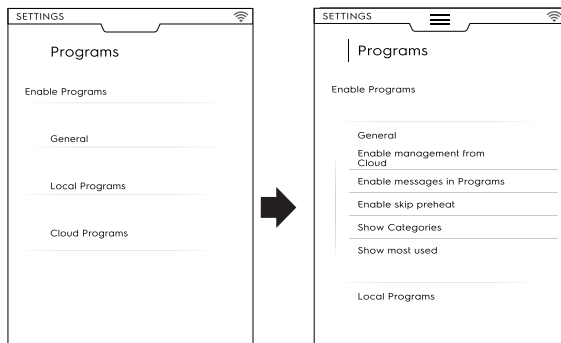 SETTINGS
Programs
Enable Programs
General
Local Programs
Cloud Programs
SETTINGS
Programs
Enable Programs
General
Enable management from
Cloud
Enable messages in Programs
Enable skip preheat
Show Categories
Show most used
Local Programs